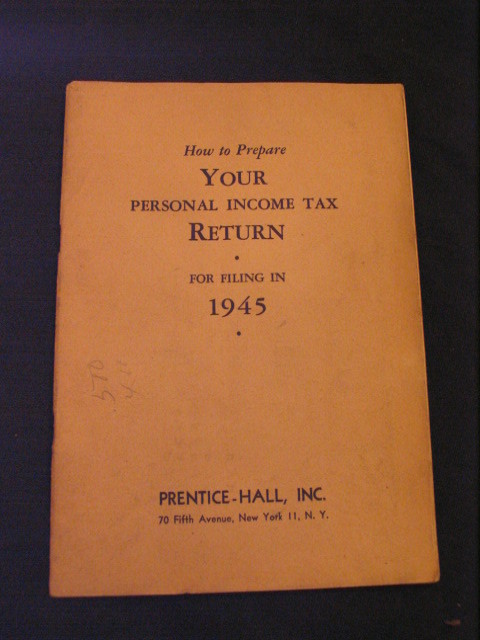 How to Prepare
YOUR
PERSONAL INCOME TAX
RETURN
FOR FILING IN
1945
570
PRENTICE-HALL, INC.
70 Fifth Avenue, New York 11, N. Y.